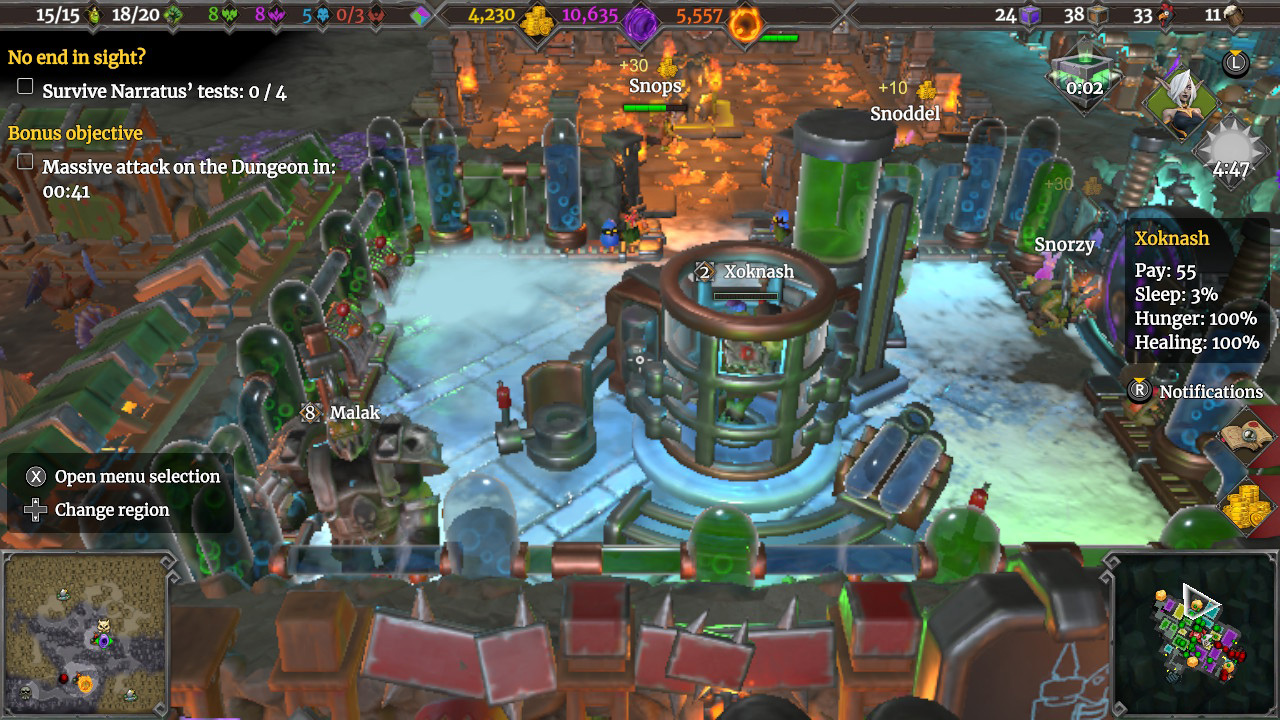 15/15 18/20 8 8 5 0/3 4,230 10,635 5,557 24 38 33 11
No end in sight?
Survive Narratus' tests: 0 / 4
Bonus objective
Massive attack on the Dungeon in:
00:41
+30
Snops
+10
Snoddel
+30
Snorzy
0:02
L
4:47
2 Xoknash
8 Malak
Xoknash
Pay: 55
Sleep: 3%
Hunger: 100%
Healing: 100%
R Notifications
X Open menu selection
Change region